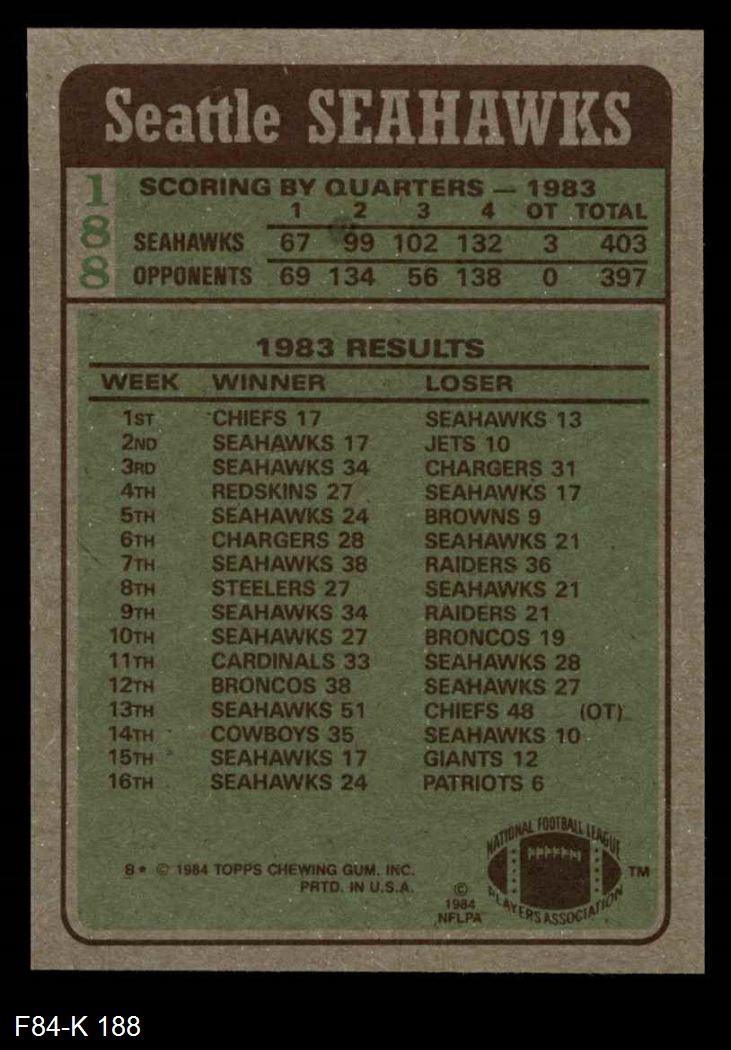 Seattle SEAHAWKS
188
SCORING BY QUARTERS — 1983
1 2 3 4 OT TOTAL
SEAHAWKS 67 99 102 132 3 403
OPPONENTS 69 134 56 138 0 397
1983 RESULTS
WEEK WINNER LOSER
1ST CHIEFS 17 SEAHAWKS 13
2ND SEAHAWKS 17 JETS 10
3RD SEAHAWKS 34 CHARGERS 31
4TH REDSKINS 27 SEAHAWKS 17
5TH SEAHAWKS 24 BROWNS 9
6TH CHARGERS 28 SEAHAWKS 21
7TH SEAHAWKS 38 RAIDERS 36
8TH STEELERS 27 SEAHAWKS 21
9TH SEAHAWKS 34 RAIDERS 21
10TH SEAHAWKS 27 BRONCOS 19
11TH CARDINALS 33 SEAHAWKS 28
12TH BRONCOS 38 SEAHAWKS 27
13TH SEAHAWKS 51 CHIEFS 48 (OT)
14TH COWBOYS 35 SEAHAWKS 10
15TH SEAHAWKS 17 GIANTS 12
16TH SEAHAWKS 24 PATRIOTS 6
8* © 1984 TOPPS CHEWING GUM, INC.
PRTD. IN U.S.A.
©
1984
NFLPA
NATIONAL FOOTBALL LEAGUE
PLAYERS ASSOCIATION
TM
F84-K 188